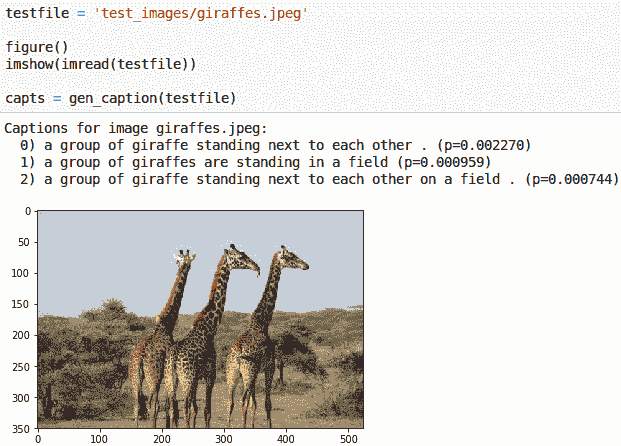 testfile = 'test_images/giraffes.jpeg'
figure()
imshow(imread(testfile))
capts = gen_caption(testfile)
Captions for image giraffes.jpeg:
0) a group of giraffe standing next to each other . (p=0.002270)
1) a group of giraffes are standing in a field (p=0.000959)
2) a group of giraffe standing next to each other on a field . (p=0.000744)
0
50
100
150
200
250
300
350
0 100 200 300 400 500